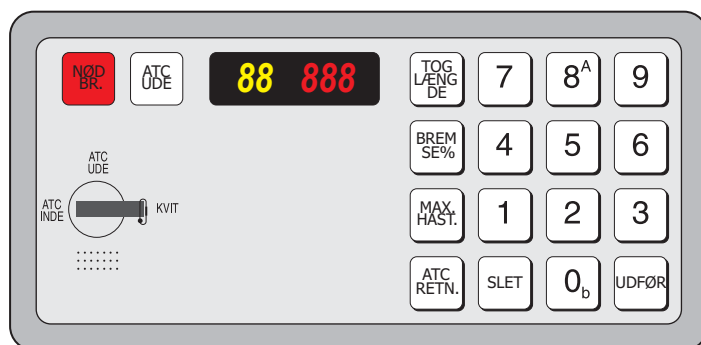 NØD
BR.
ATC
UDE
88 888
TOG
LÆNG
DE
7
8A
9
BREM
SE%
4
5
6
ATC
UDE
ATC
INDE
KVIT
MAX.
HAST.
1
2
3
ATC
RETN.
SLET
0b
UDFØR